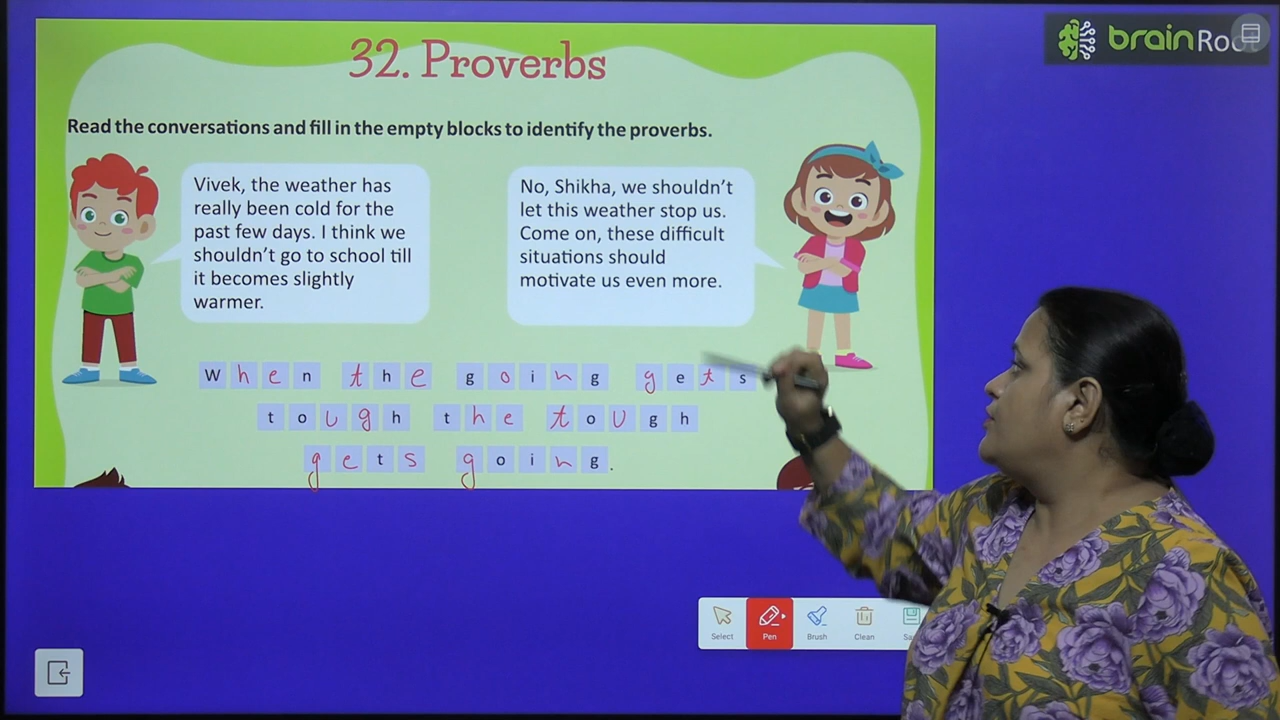 brainRoo
32. Proverbs
Read the conversations and fill in the empty blocks to identify the proverbs.
Vivek, the weather has
really been cold for the
past few days. I think we
shouldn't go to school till
it becomes slightly
warmer.
No, Shikha, we shouldn't
let this weather stop us.
Come on, these difficult
situations should
motivate us even more.
When the going gets
tough the toUgh
gets going.
Select
Pen
Brush
Clean